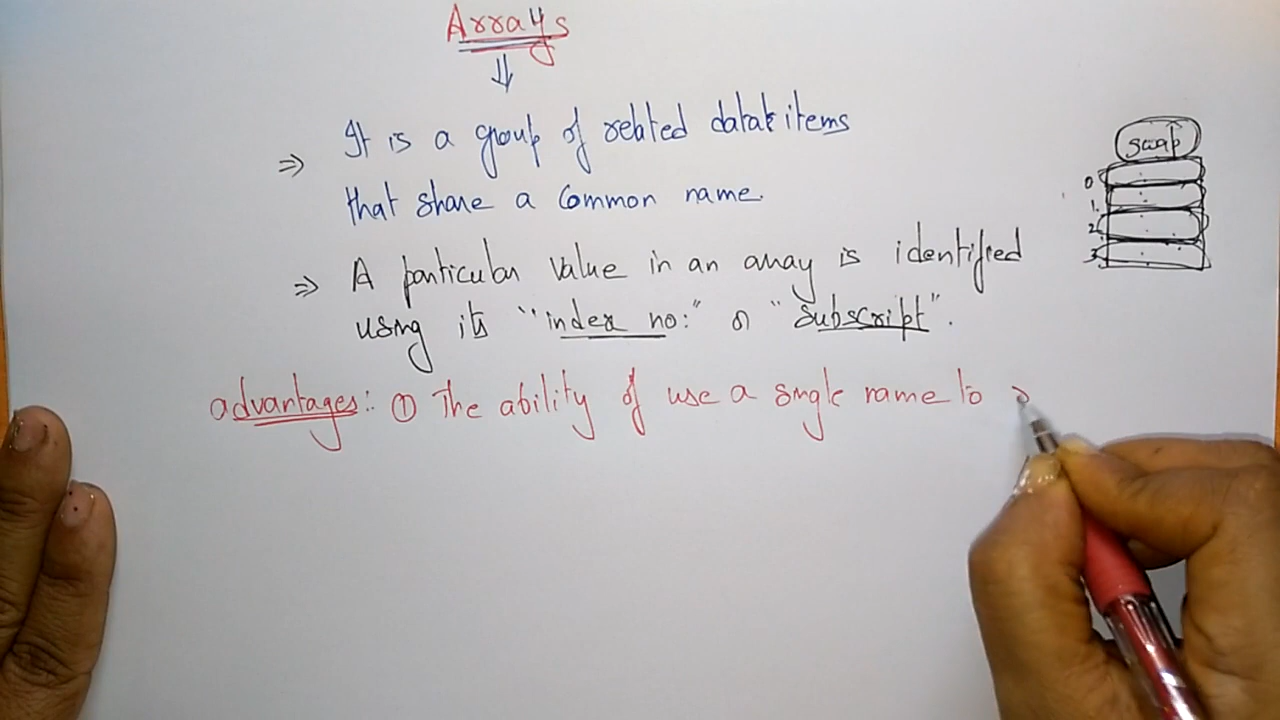 Arrays
⇓
⇒ It is a group of related data items
that share a common name.
⇒ A particular value in an array is identified
using its "index no:" or "subscript".
advantages:- ① The ability of use a single name to
swap
0
1.
2
3